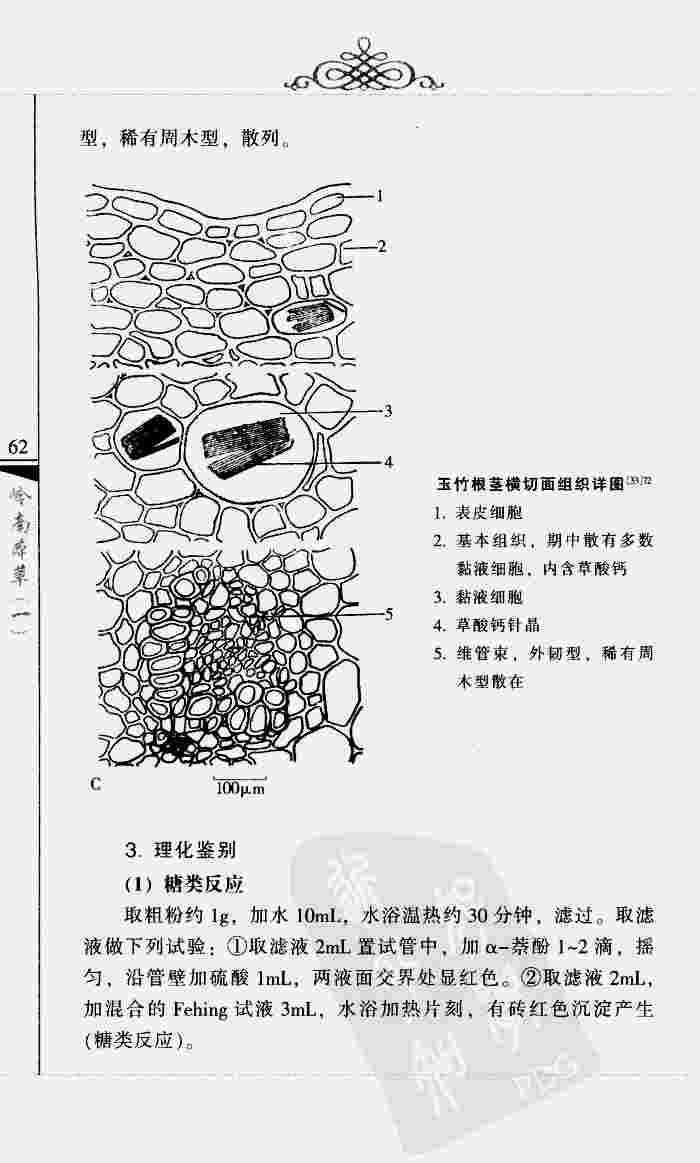 型，稀有周木型，散列。
1
2
3
4
5
C
100μm
玉竹根茎横切面组织详图[33]72
1. 表皮细胞
2. 基本组织，期中散有多数
黏液细胞，内含草酸钙
3. 黏液细胞
4. 草酸钙针晶
5. 维管束，外韧型，稀有周
木型散在
62
岭南本草（一）
3. 理化鉴别
(1) 糖类反应
取粗粉约 1g，加水 10mL，水浴温热约 30 分钟，滤过。取滤
液做下列试验：①取滤液 2mL 置试管中，加 α-萘酚 1~2 滴，摇
匀，沿管壁加硫酸 1mL，两液面交界处显红色。②取滤液 2mL，
加混合的 Fehing 试液 3mL，水浴加热片刻，有砖红色沉淀产生
(糖类反应)。
PDG